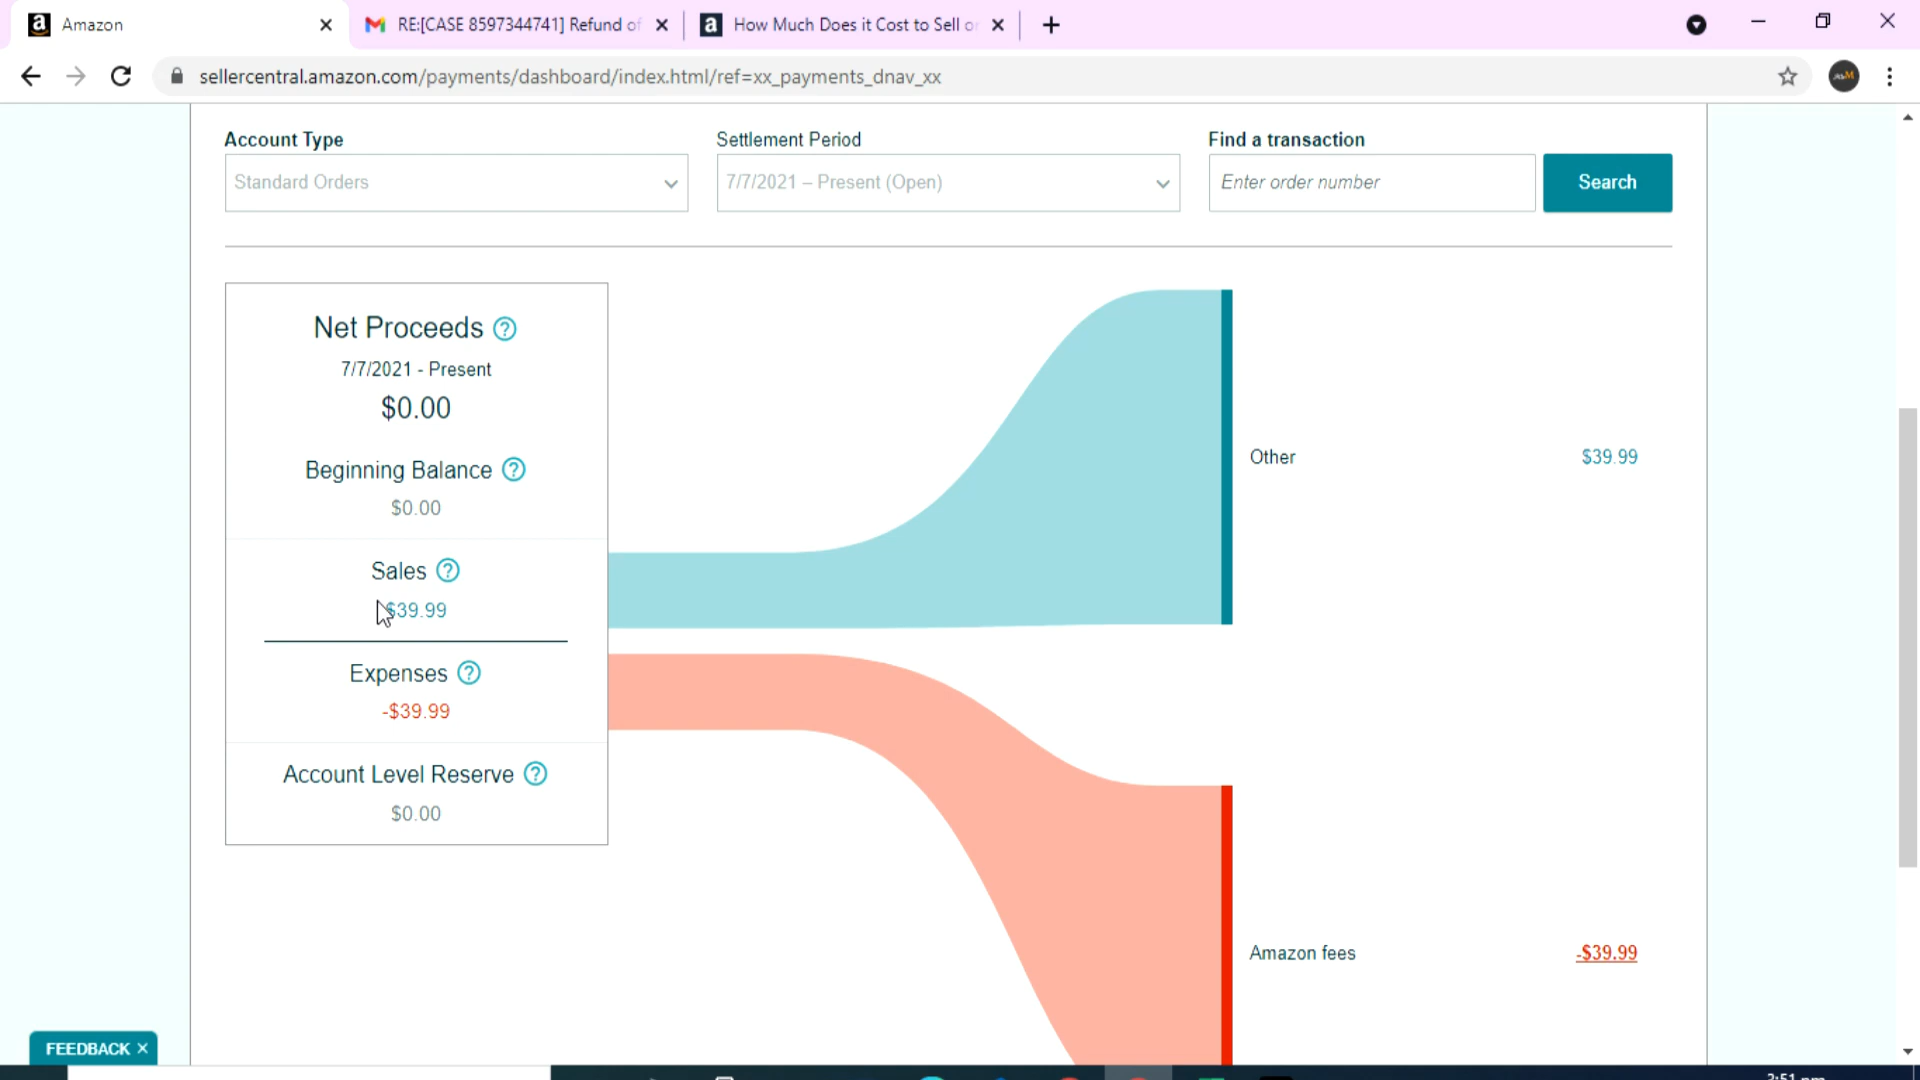 Amazon
RE:[CASE 8597344741] Refund of
How Much Does it Cost to Sell on
sellercentral.amazon.com/payments/dashboard/index.html/ref=xx_payments_dnav_xx
Account Type
Settlement Period
Find a transaction
Standard Orders
7/7/2021 – Present (Open)
Enter order number
Search
Net Proceeds ?
7/7/2021 - Present
$0.00
Beginning Balance ?
$0.00
Sales ?
$39.99
Expenses ?
-$39.99
Account Level Reserve ?
$0.00
Other
$39.99
Amazon fees
-$39.99
FEEDBACK